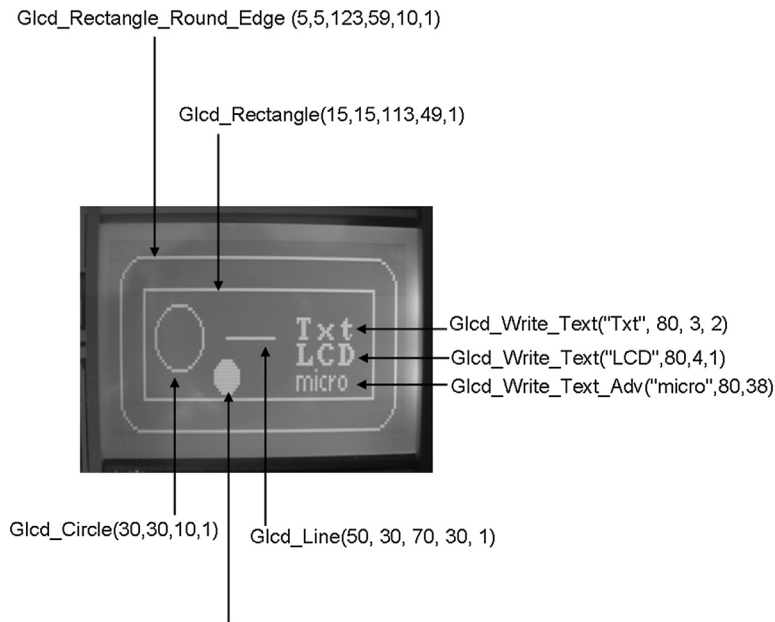 Glcd_Rectangle_Round_Edge (5,5,123,59,10,1)
Glcd_Rectangle(15,15,113,49,1)
Txt
Glcd_Write_Text("Txt", 80, 3, 2)
LCD
Glcd_Write_Text("LCD",80,4,1)
micro
Glcd_Write_Text_Adv("micro",80,38)
Glcd_Circle(30,30,10,1)
Glcd_Line(50, 30, 70, 30, 1)